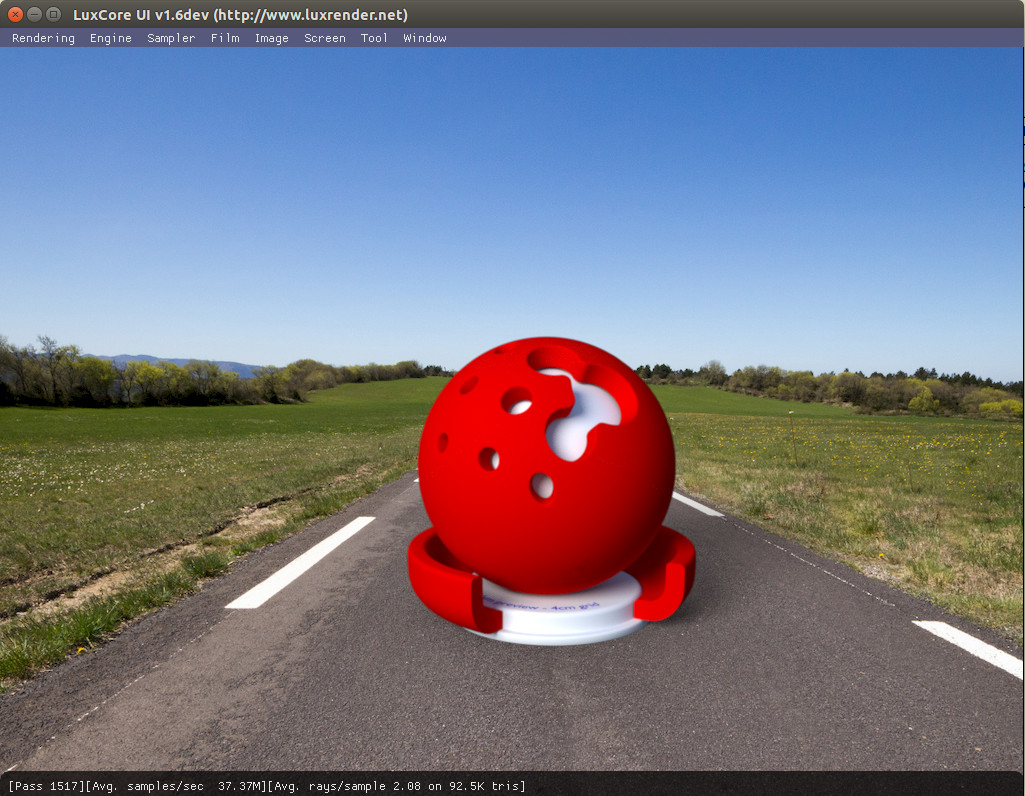 LuxCore UI v1.6dev (http://www.luxrender.net)
Rendering Engine Sampler Film Image Screen Tool Window
preview - 4cm grid
[Pass 1517][Avg. samples/sec 37.37M][Avg. rays/sample 2.08 on 92.5K tris]